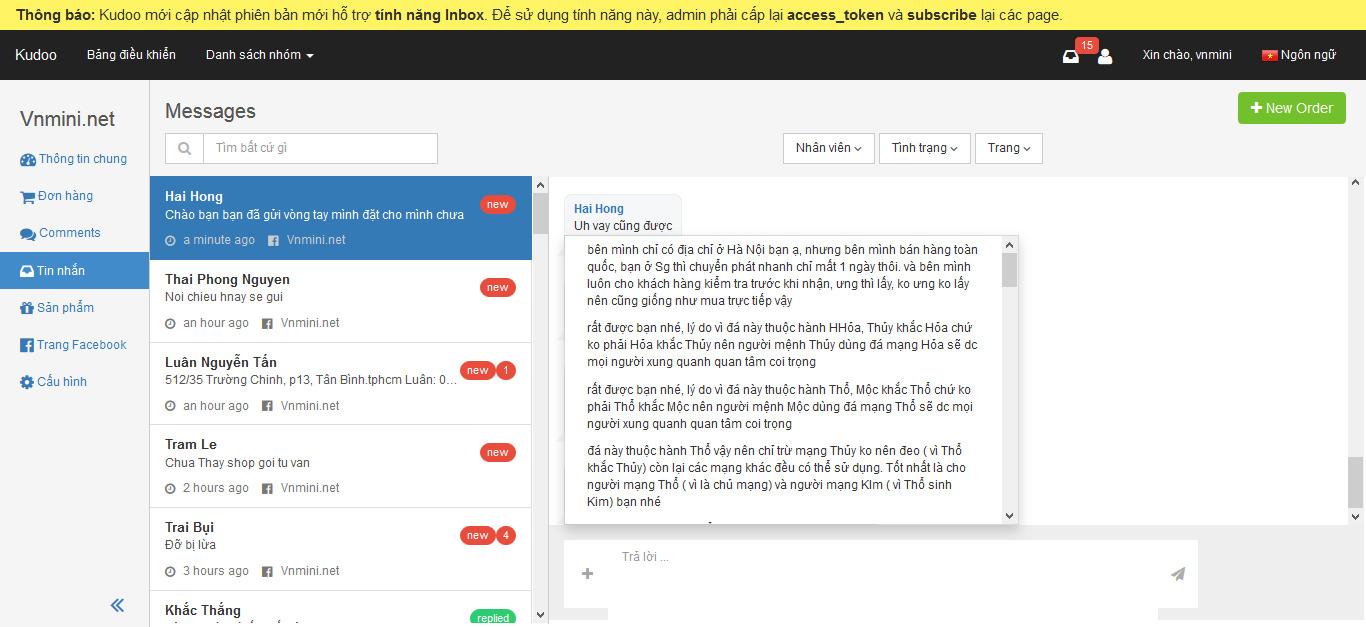 Thông báo: Kudoo mới cập nhật phiên bản mới hỗ trợ tính năng Inbox. Để sử dụng tính năng này, admin phải cấp lại access_token và subscribe lại các page.
Kudoo
Bảng điều khiển
Danh sách nhóm
15
Xin chào, vnmini
Ngôn ngữ
Vnmini.net
Thông tin chung
Đơn hàng
Comments
Tin nhắn
Sản phẩm
Trang Facebook
Cấu hình
Messages
New Order
Tìm bất cứ gì
Nhân viên
Tình trạng
Trang
Hai Hong
new
Chào bạn bạn đã gửi vòng tay mình đặt cho mình chưa
a minute ago Vnmini.net
Thai Phong Nguyen
new
Noi chieu hnay se gui
an hour ago Vnmini.net
Luân Nguyễn Tấn
new 1
512/35 Trường Chinh, p13, Tân Bình.tphcm Luân: 0...
an hour ago Vnmini.net
Tram Le
new
Chua Thay shop goi tu van
2 hours ago Vnmini.net
Trai Bụi
new 4
Đỡ bị lừa
3 hours ago Vnmini.net
Khắc Thắng
replied
Hai Hong
Uh vay cũng được
bên mình chỉ có địa chỉ ở Hà Nội bạn ạ, nhưng bên mình bán hàng toàn
quốc, bạn ở Sg thì chuyển phát nhanh chỉ mất 1 ngày thôi. và bên mình
luôn cho khách hàng kiểm tra trước khi nhận, ưng thì lấy, ko ưng ko lấy
nên cũng giống như mua trực tiếp vậy
rất được bạn nhé, lý do vì đá này thuộc hành HHỏa, Thủy khắc Hỏa chứ
ko phải Hỏa khắc Thủy nên người mệnh Thủy dùng đá mạng Hỏa sẽ dc
mọi người xung quanh quan tâm coi trọng
rất được bạn nhé, lý do vì đá này thuộc hành Thổ, Mộc khắc Thổ chứ ko
phải Thổ khắc Mộc nên người mệnh Mộc dùng đá mạng Thổ sẽ dc mọi
người xung quanh quan tâm coi trọng
đá này thuộc hành Thổ vậy nên chỉ trừ mạng Thủy ko nên đeo ( vì Thổ
khắc Thủy) còn lại các mạng khác đều có thể sử dụng. Tốt nhất là cho
người mạng Thổ ( vì là chủ mạng) và người mạng KIm ( vì Thổ sinh
Kim) bạn nhé
Trả lời ...